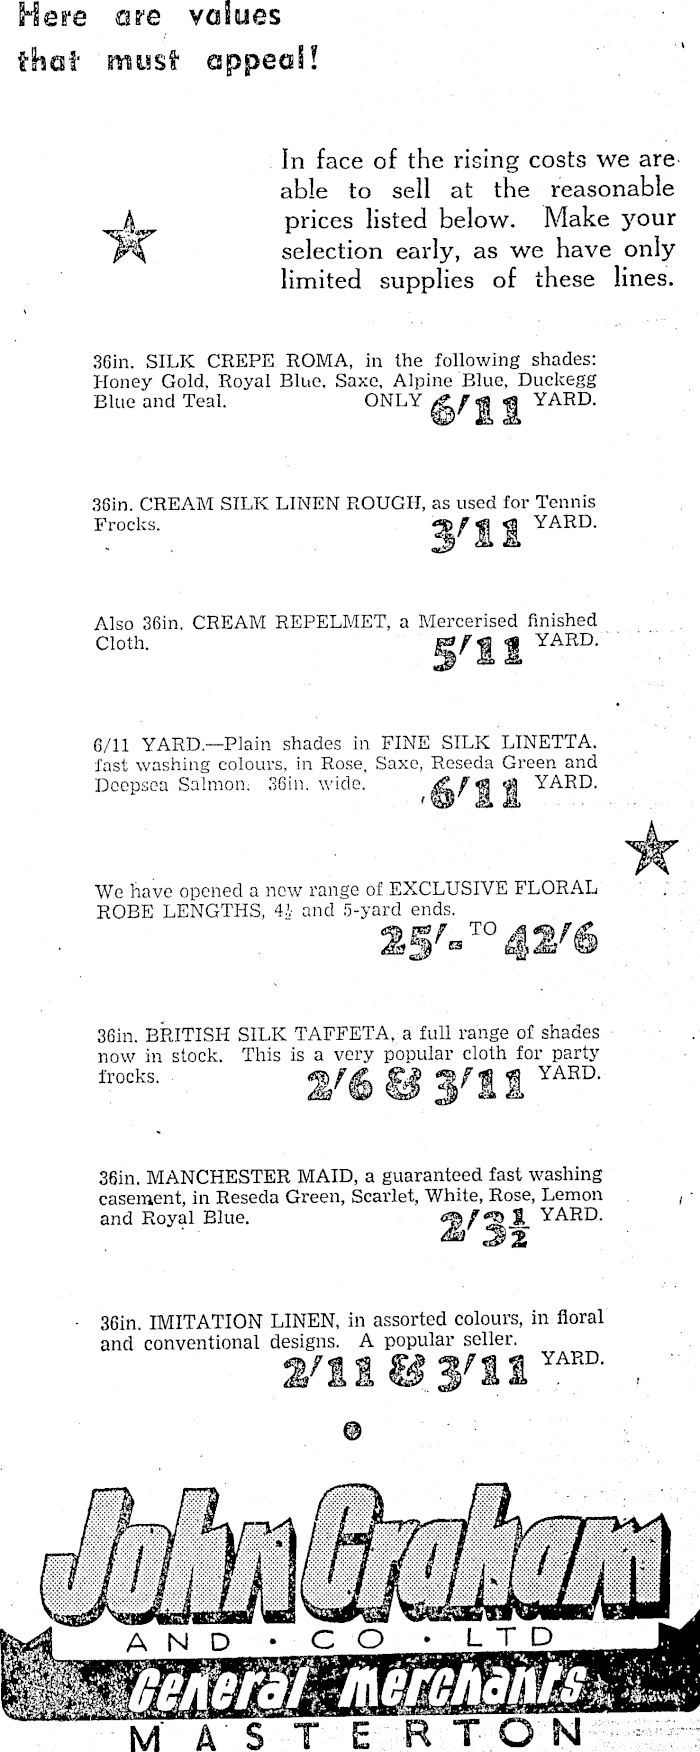 Here are values
that must appeal!
In face of the rising costs we are
able to sell at the reasonable
prices listed below. Make your
selection early, as we have only
limited supplies of these lines.
36in. SILK CREPE ROMA, in the following shades:
Honey Gold, Royal Blue, Saxe, Alpine Blue, Duckegg
Blue and Teal. ONLY 6/11 YARD.
36in. CREAM SILK LINEN ROUGH, as used for Tennis
Frocks. 3/11 YARD.
Also 36in. CREAM REPELMET, a Mercerised finished
Cloth. 5/11 YARD.
6/11 YARD.—Plain shades in FINE SILK LINETTA,
fast washing colours, in Rose, Saxe, Reseda Green and
Deepsea Salmon. 36in. wide. 6/11 YARD.
We have opened a new range of EXCLUSIVE FLORAL
ROBE LENGTHS, 4½ and 5-yard ends.
25/- TO 42/6
36in. BRITISH SILK TAFFETA, a full range of shades
now in stock. This is a very popular cloth for party
frocks. 2/6 & 3/11 YARD.
36in. MANCHESTER MAID, a guaranteed fast washing
casement, in Reseda Green, Scarlet, White, Rose, Lemon
and Royal Blue. 2/3½ YARD.
36in. IMITATION LINEN, in assorted colours, in floral
and conventional designs. A popular seller.
2/11 & 3/11 YARD.
John Graham
AND · CO · LTD
General Merchants
MASTERTON